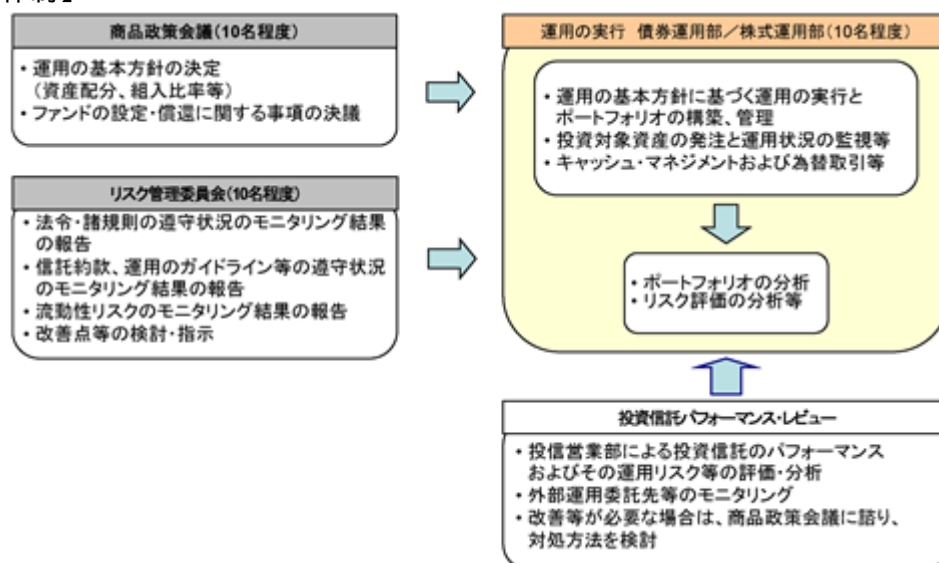 商品政策会議(10名程度)
・運用の基本方針の決定
(資産配分、組入比率等)
・ファンドの設定・償還に関する事項の決議
リスク管理委員会(10名程度)
・法令・諸規則の遵守状況のモニタリング結果
の報告
・信託約款、運用のガイドライン等の遵守状況
のモニタリング結果の報告
・流動性リスクのモニタリング結果の報告
・改善点等の検討・指示
運用の実行 債券運用部/株式運用部(10名程度)
・運用の基本方針に基づく運用の実行と
ポートフォリオの構築、管理
・投資対象資産の発注と運用状況の監視等
・キャッシュ・マネジメントおよび為替取引等
・ポートフォリオの分析
・リスク評価の分析等
投資信託パフォーマンス・レビュー
・投信営業部による投資信託のパフォーマンス
およびその運用リスク等の評価・分析
・外部運用委託先等のモニタリング
・改善等が必要な場合は、商品政策会議に諮り、
対処方法を検討